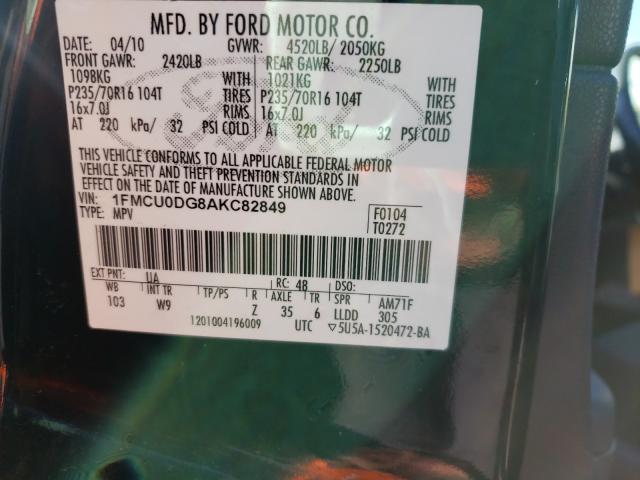 MFD. BY FORD MOTOR CO.
DATE: 04/10 GVWR: 4520LB/ 2050KG
FRONT GAWR: 2420LB REAR GAWR: 2250LB
1098KG WITH 1021KG WITH
P235/70R16 104T TIRES P235/70R16 104T TIRES
16x7.0J RIMS 16x7.0J RIMS
AT 220 kPa/ 32 PSI COLD AT 220 kPa/ 32 PSI COLD
THIS VEHICLE CONFORMS TO ALL APPLICABLE FEDERAL MOTOR
VEHICLE SAFETY AND THEFT PREVENTION STANDARDS IN
EFFECT ON THE DATE OF MANUFACTURE SHOWN ABOVE.
VIN: 1FMCU0DG8AKC82849 F0104
TYPE: MPV T0272
EXT PNT: UA RC: 48 DSO:
WB INT TR TP/PS R AXLE TR SPR AM71F
103 W9 Z 35 6 LLDD 305
1201004196009 UTC ▽5U5A-1520472-BA